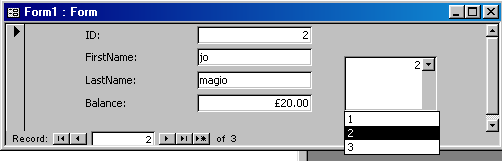 Form1 : Form
ID: 2
FirstName: jo
LastName: magio
Balance: £20.00
2
1
2
3
Record: 2 of 3